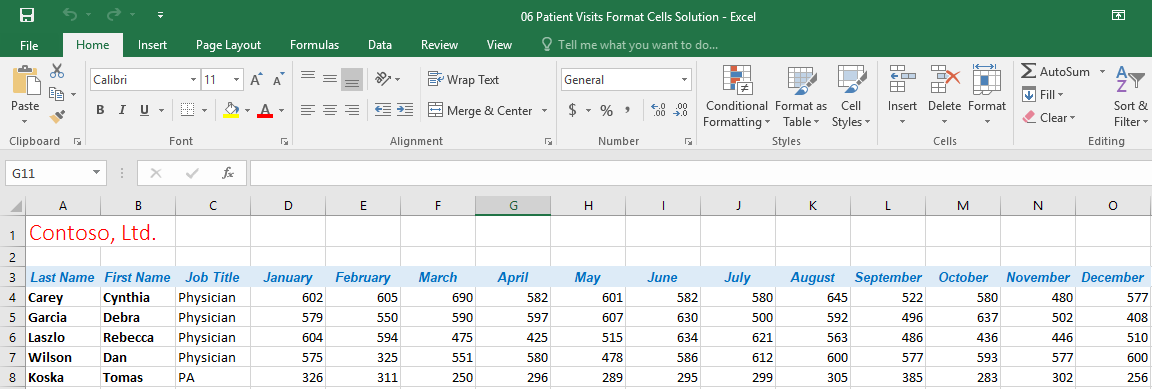 06 Patient Visits Format Cells Solution - Excel
File Home Insert Page Layout Formulas Data Review View Tell me what you want to do...
Calibri 11 Wrap Text General AutoSum
Paste B I U Merge & Center $ % , .0 .00 .00 .0 Conditional Formatting Format as Table Cell Styles Insert Delete Format Fill Clear Sort & Filter
Clipboard Font Alignment Number Styles Cells Editing
G11 fx
A B C D E F G H I J K L M N O
1 Contoso, Ltd.
2
3 Last Name First Name Job Title January February March April May June July August September October November December
4 Carey Cynthia Physician 602 605 690 582 601 582 580 645 522 580 480 577
5 Garcia Debra Physician 579 550 590 597 607 630 500 592 496 637 502 408
6 Laszlo Rebecca Physician 604 594 475 425 515 634 621 563 486 436 446 510
7 Wilson Dan Physician 575 325 551 580 478 586 612 600 577 593 577 600
8 Koska Tomas PA 326 311 250 296 289 295 299 305 385 283 302 256